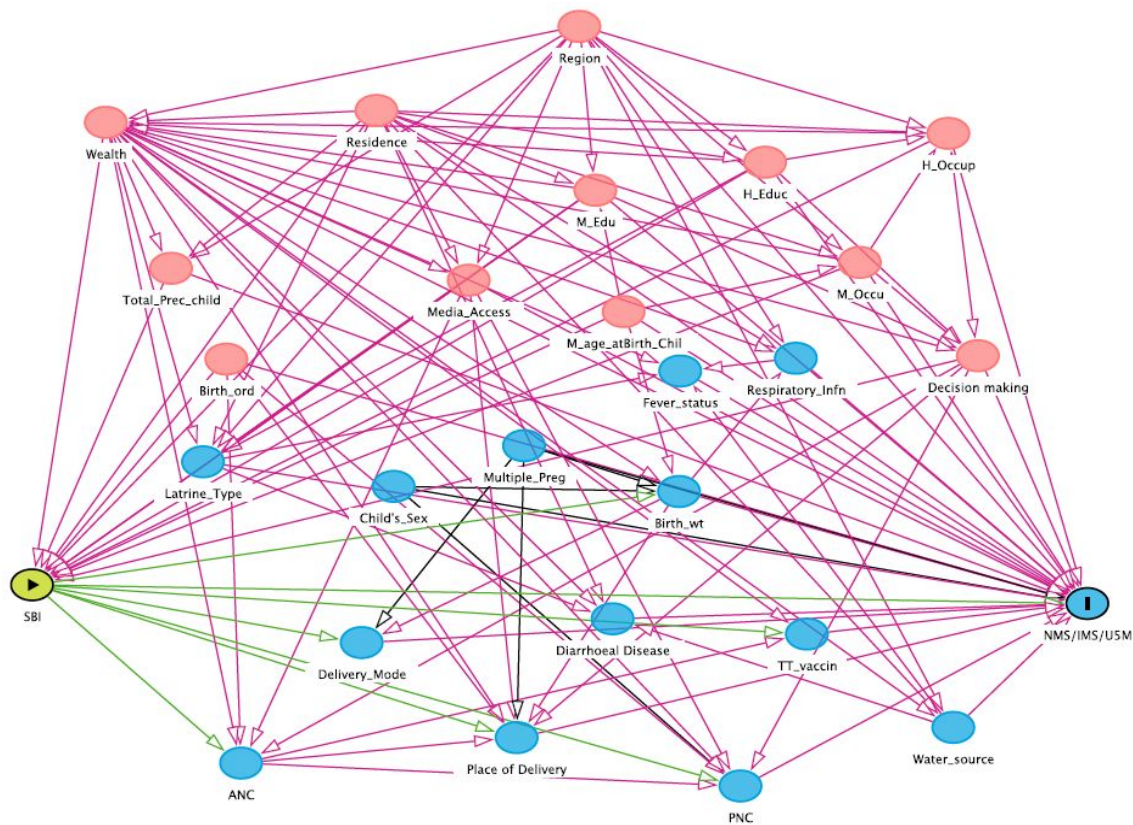 Region
Wealth
Residence
H_Occup
H_Educ
M_Edu
Total_Prec_child
Media_Access
M_Occu
M_age_atBirth_Chil
Birth_ord
Fever_status
Respiratory_Infn
Decision making
Latrine_Type
Multiple_Preg
Child's_Sex
Birth_wt
SBI
NMS/IMS/U5M
Delivery_Mode
Diarrhoeal Disease
TT_vaccin
ANC
Place of Delivery
Water_source
PNC